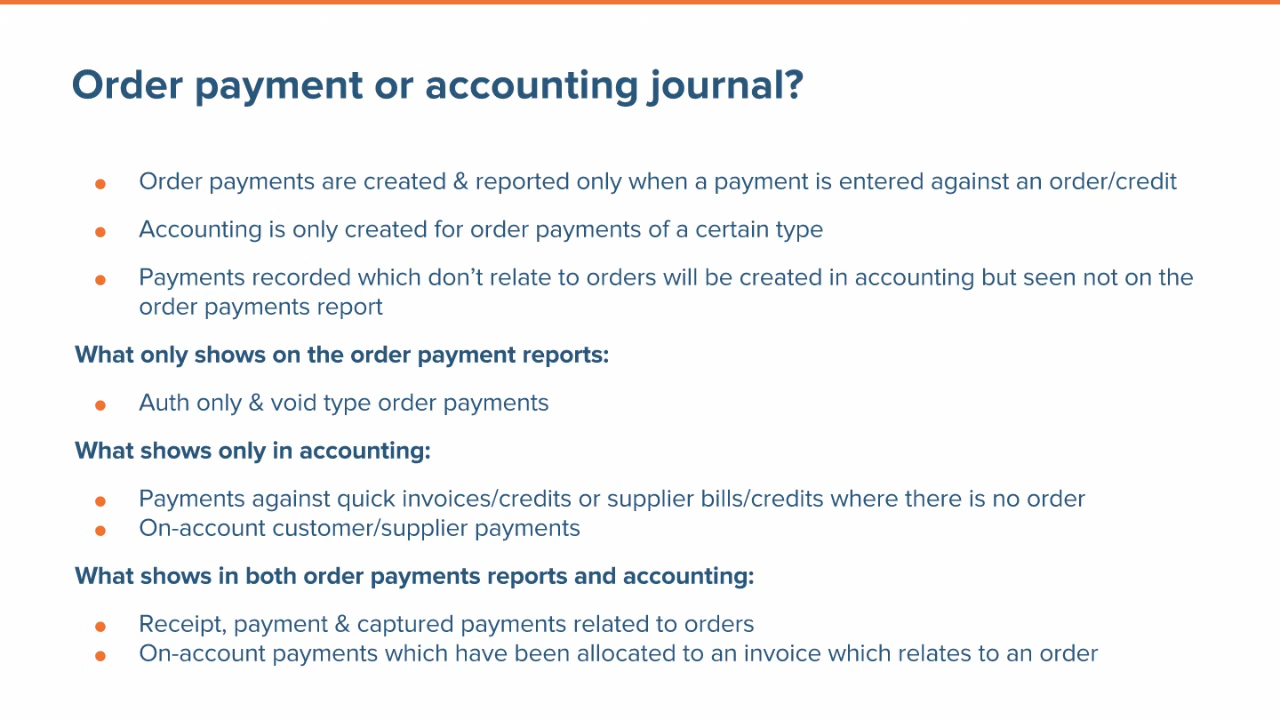 Order payment or accounting journal?
Order payments are created & reported only when a payment is entered against an order/credit
Accounting is only created for order payments of a certain type
Payments recorded which don’t relate to orders will be created in accounting but seen not on the
order payments report
What only shows on the order payment reports:
Auth only & void type order payments
What shows only in accounting:
Payments against quick invoices/credits or supplier bills/credits where there is no order
On-account customer/supplier payments
What shows in both order payments reports and accounting:
Receipt, payment & captured payments related to orders
On-account payments which have been allocated to an invoice which relates to an order